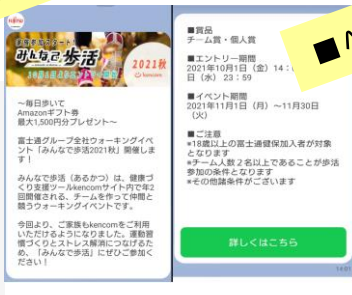 FUJITSU
みんなで歩活
2021秋
10月1日
kencom
～毎日歩いて
Amazonギフト券
最大1,500円分プレゼント～
富士通グループ全社ウォーキングイベ
ント「みんなで歩活2021秋」開催しま
す！
みんなで歩活（あるかつ）は、健康づ
くり支援ツールkencomサイト内で年2
回開催される、チームを作って仲間と
競うウォーキングイベントです。
今回より、ご家族もkencomをご利用
いただけるようになりました。運動習
慣づくりとストレス解消につなげるた
め、「みんなで歩活」にぜひご参加く
ださい！
■賞品
チーム賞・個人賞
■エントリー期間
2021年10月1日（金）14：
日（水）23：59
■イベント期間
2021年11月1日（月）～11月30日
（火）
■ご注意
*18歳以上の富士通健保加入者が対象
となります
*チーム人数２名以上であることが歩活
参加の条件となります
*その他諸条件がございます
詳しくはこちら